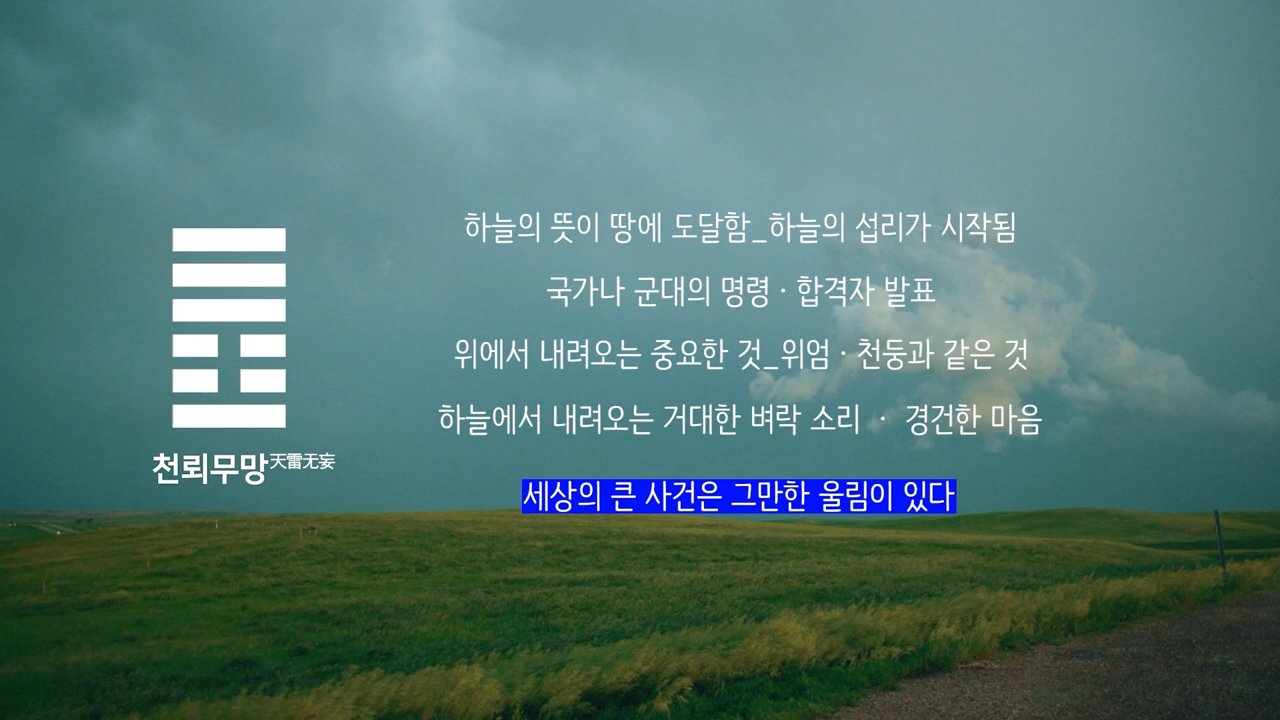 하늘의 뜻이 땅에 도달함_하늘의 섭리가 시작됨
국가나 군대의 명령 · 합격자 발표
위에서 내려오는 중요한 것_위엄 · 천둥과 같은 것
하늘에서 내려오는 거대한 벼락 소리 · 경건한 마음
천뢰무망天雷无妄
세상의 큰 사건은 그만한 울림이 있다